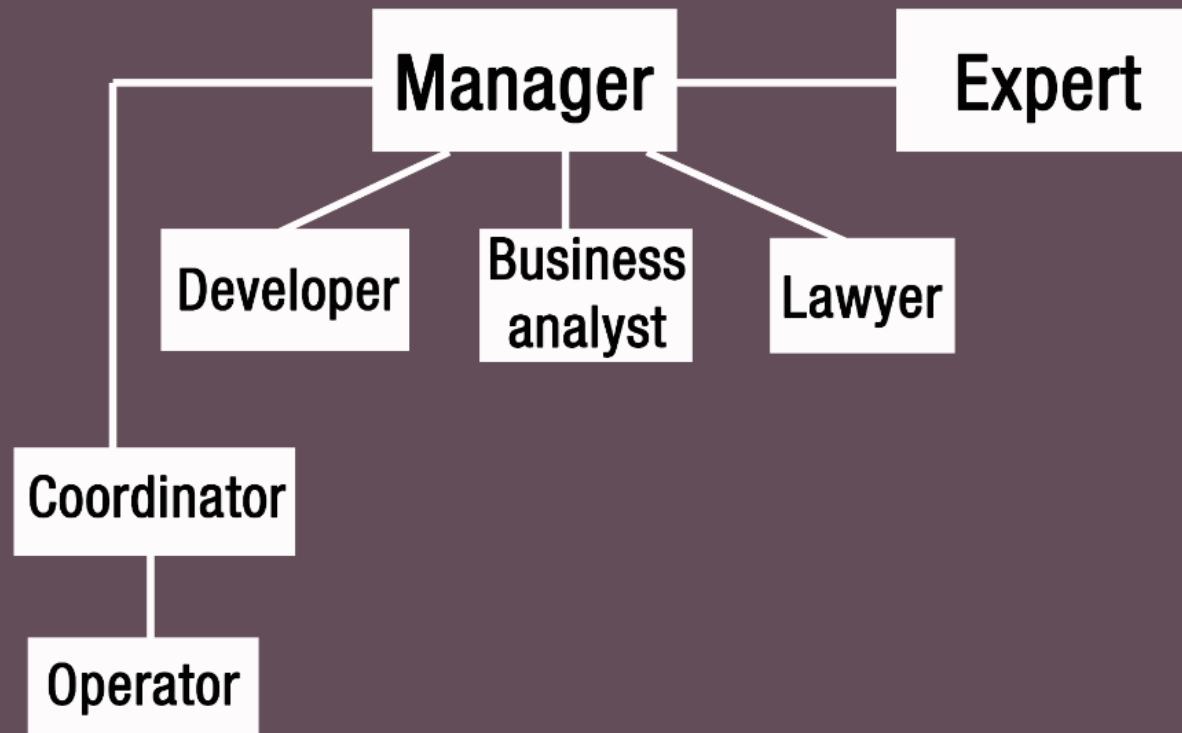 Manager
Expert
Developer
Business
analyst
Lawyer
Coordinator
Operator